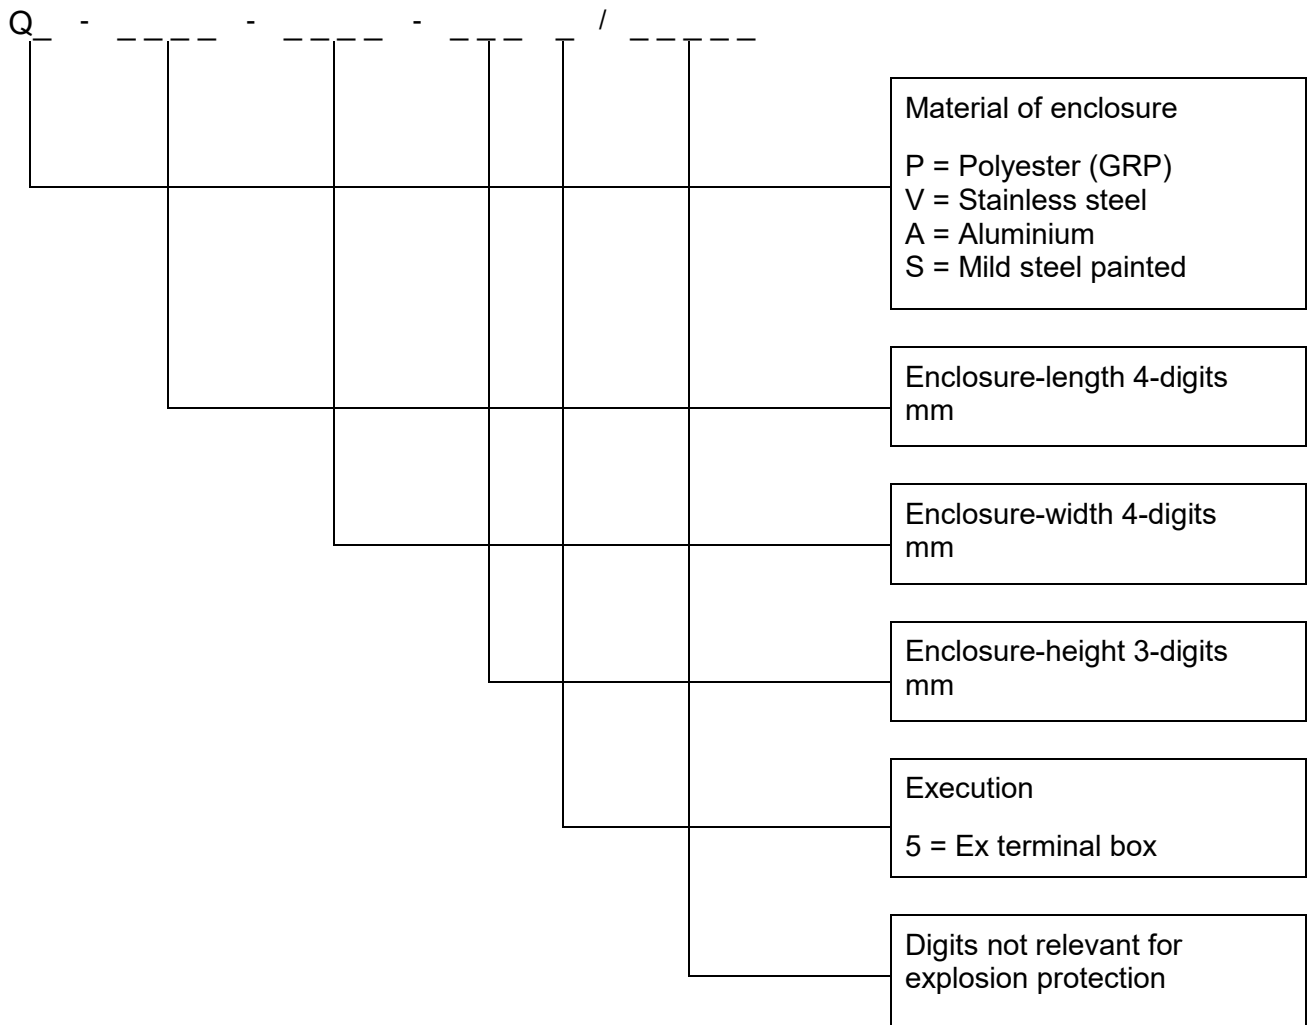 Q_ - _ _ _ _ - _ _ _ _ - _ _ _ _ / _ _ _ _ _
Material of enclosure
P = Polyester (GRP)
V = Stainless steel
A = Aluminium
S = Mild steel painted
Enclosure-length 4-digits
mm
Enclosure-width 4-digits
mm
Enclosure-height 3-digits
mm
Execution
5 = Ex terminal box
Digits not relevant for
explosion protection